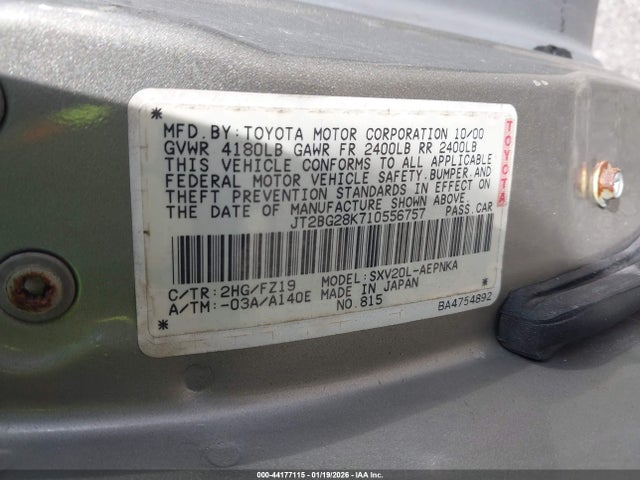 MFD.BY:TOYOTA MOTOR CORPORATION 10/00
GVWR 4180LB GAWR FR 2400LB RR 2400LB
THIS VEHICLE CONFORMS TO ALL APPLICABLE
FEDERAL MOTOR VEHICLE SAFETY,BUMPER,AND
THEFT PREVENTION STANDARDS IN EFFECT ON
THE DATE OF MANUFACTURE SHOWN ABOVE.
JT2BG28K710556757 PASS.CAR
TOYOTA
C/TR:2HG/FZ19 MODEL:SXV20L-AEPNKA
A/TM:-03A/A140E MADE IN JAPAN
NO.815 BA4754892
000-44177115 | 01/19/2026 - COPART/IAA